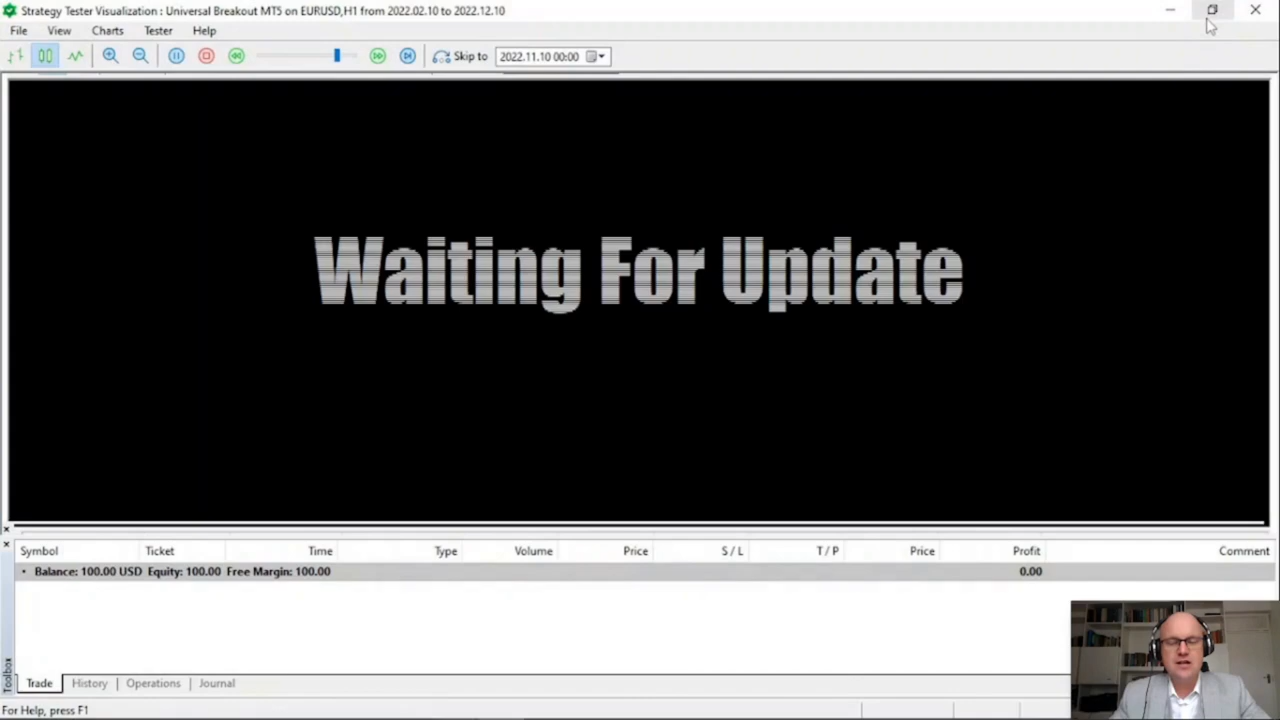 Strategy Tester Visualization : Universal Breakout MT5 on EURUSD,H1 from 2022.02.10 to 2022.12.10
File View Charts Tester Help
Skip to 2022.11.10 00:00
Waiting For Update
Symbol Ticket Time Type Volume Price S / L T / P Price Profit Comment
Balance: 100.00 USD Equity: 100.00 Free Margin: 100.00 0.00
Toolbox
Trade History Operations Journal
For Help, press F1